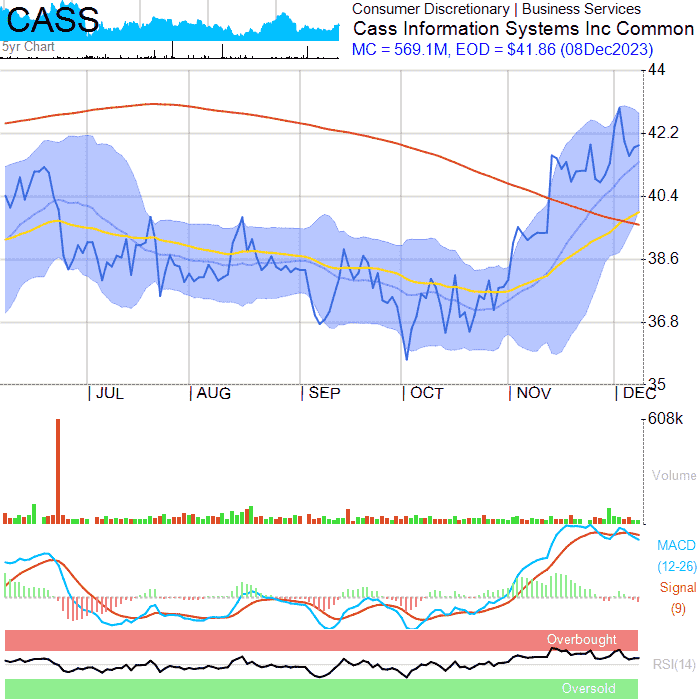 CASS
5yr Chart
Consumer Discretionary | Business Services
Cass Information Systems Inc Common
MC = 569.1M, EOD = $41.86 (08Dec2023)
44
42.2
40.4
38.6
36.8
35
JUL AUG SEP OCT NOV DEC
608k
Volume
MACD
(12-26)
Signal
(9)
Overbought
RSI(14)
Oversold